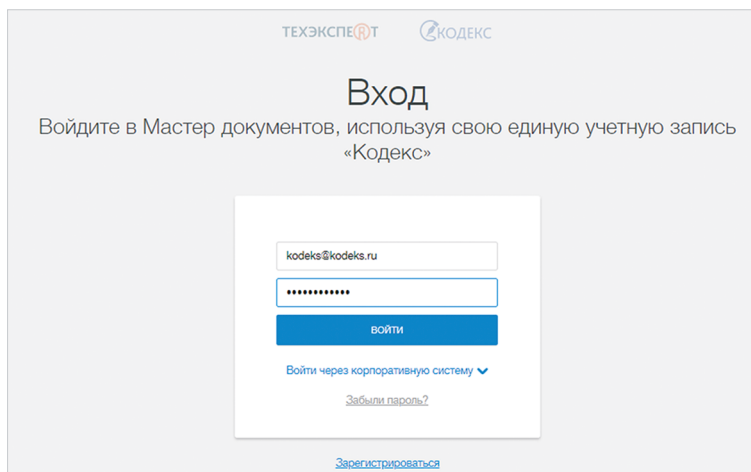 ТЕХЭКСПЕRТ КОДЕКС
Вход
Войдите в Мастер документов, используя свою единую учетную запись
«Кодекс»
kodeks@kodeks.ru
••••••••••••
ВОЙТИ
Войти через корпоративную систему
Забыли пароль?
Зарегистрироваться